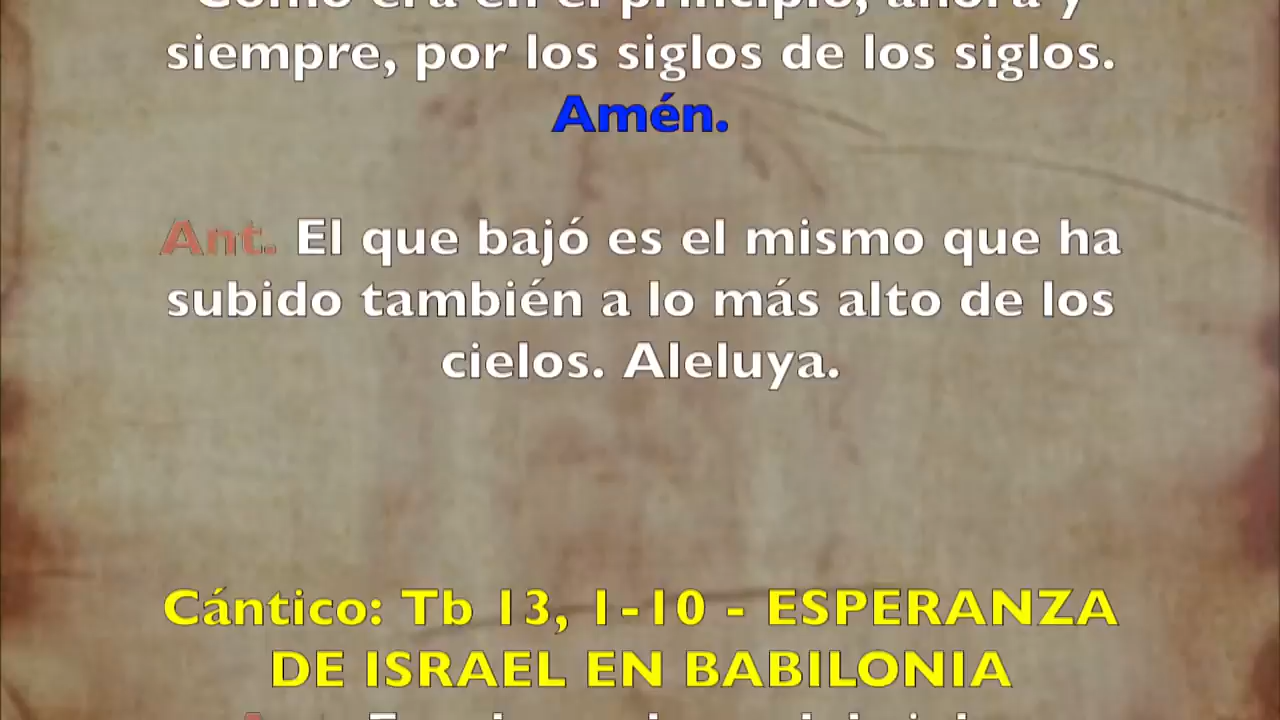 Como era en el principio, ahora y
siempre, por los siglos de los siglos.
Amén.
Ant. El que bajó es el mismo que ha
subido también a lo más alto de los
cielos. Aleluya.
Cántico: Tb 13, 1-10 - ESPERANZA
DE ISRAEL EN BABILONIA